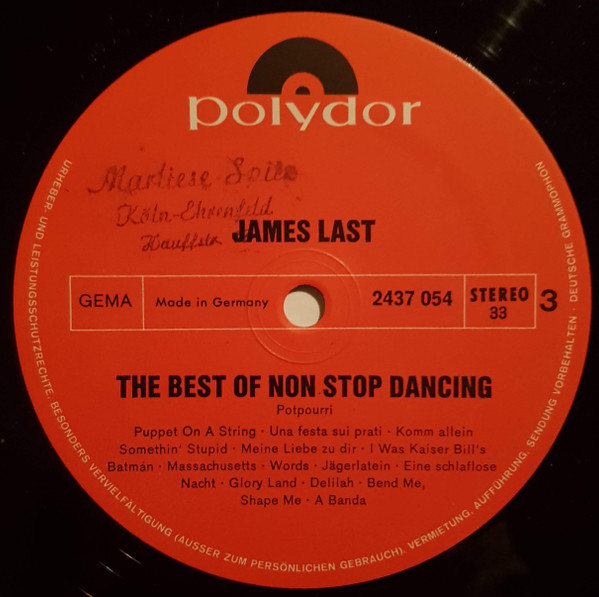 polydor
Marliese
Köln-Ehrenfeld
JAMES LAST
GEMA
Made in Germany
2437 054
STEREO
33
3
THE BEST OF NON STOP DANCING
Potpourri
Puppet On A String · Una festa sui prati · Komm allein
Somethin' Stupid · Meine Liebe zu dir · I Was Kaiser Bill's
Batman · Massachusetts · Words · Jägerlatein · Eine schlaflose
Nacht · Glory Land · Delilah · Bend Me,
Shape Me · A Banda
URHEBER- UND LEISTUNGSSCHUTZRECHTE, BESONDERS VERVIELFÄLTIGUNG (AUSSER ZUM PERSÖNLICHEN GEBRAUCH), VERMIETUNG, AUFFÜHRUNG, SENDUNG VORBEHALTEN · DEUTSCHE GRAMMOPHON